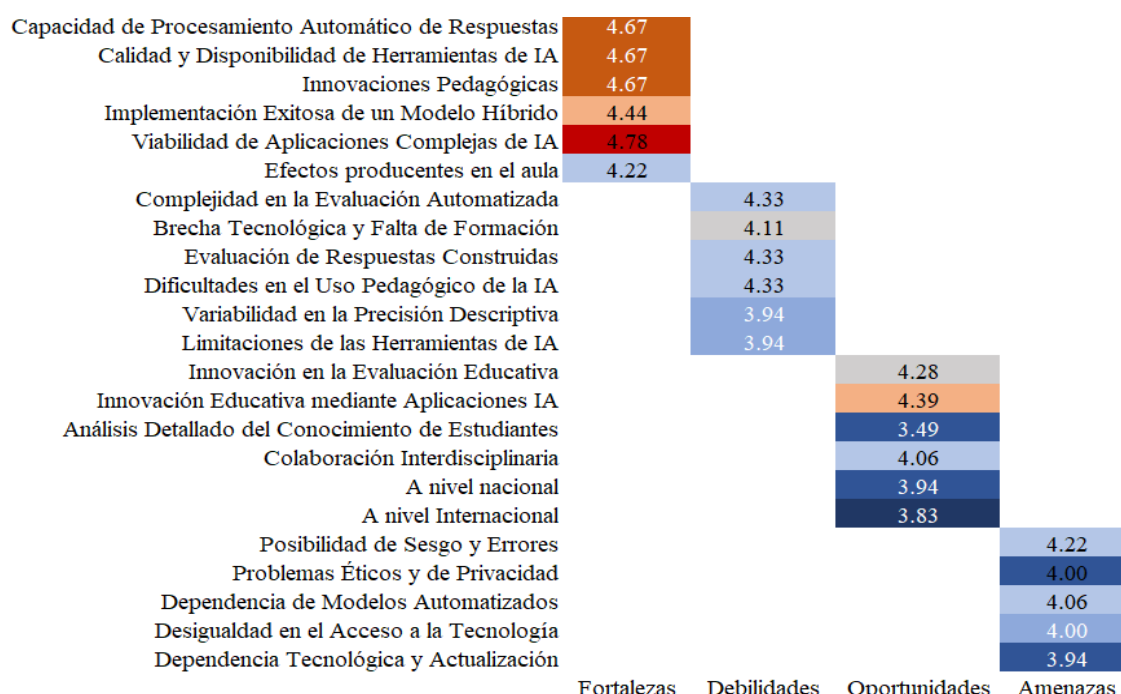 Capacidad de Procesamiento Automático de Respuestas 4.67
Calidad y Disponibilidad de Herramientas de IA 4.67
Innovaciones Pedagógicas 4.67
Implementación Exitosa de un Modelo Híbrido 4.44
Viabilidad de Aplicaciones Complejas de IA 4.78
Efectos producentes en el aula 4.22
Complejidad en la Evaluación Automatizada 4.33
Brecha Tecnológica y Falta de Formación 4.11
Evaluación de Respuestas Construidas 4.33
Dificultades en el Uso Pedagógico de la IA 4.33
Variabilidad en la Precisión Descriptiva 3.94
Limitaciones de las Herramientas de IA 3.94
Innovación en la Evaluación Educativa 4.28
Innovación Educativa mediante Aplicaciones IA 4.39
Análisis Detallado del Conocimiento de Estudiantes 3.49
Colaboración Interdisciplinaria 4.06
A nivel nacional 3.94
A nivel Internacional 3.83
Posibilidad de Sesgo y Errores 4.22
Problemas Éticos y de Privacidad 4.00
Dependencia de Modelos Automatizados 4.06
Desigualdad en el Acceso a la Tecnología 4.00
Dependencia Tecnológica y Actualización 3.94
Fortalezas Debilidades Oportunidades Amenazas